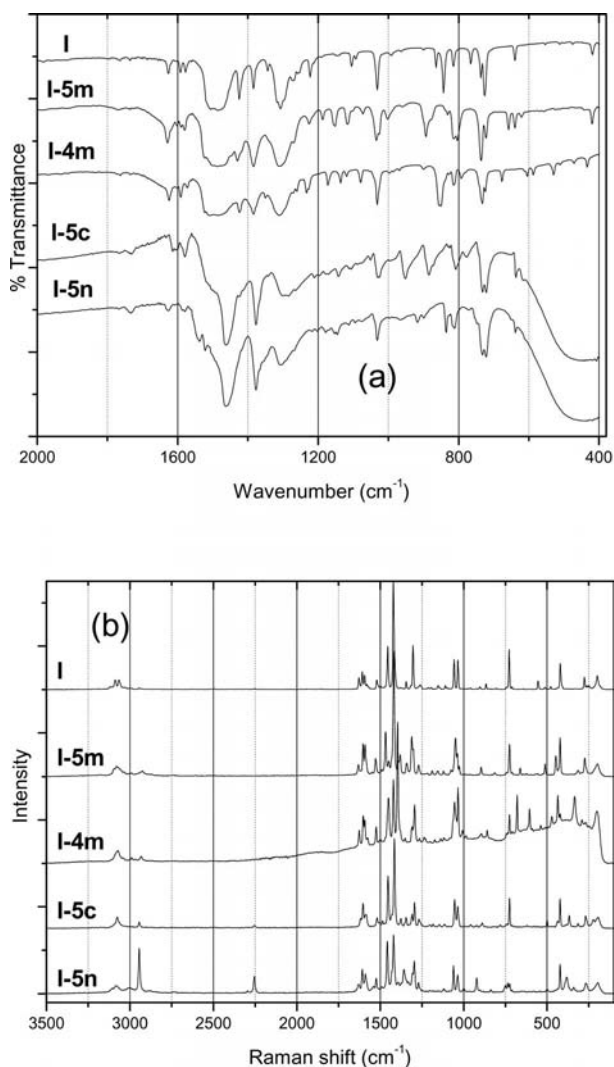 I
I-5m
I-4m
I-5c
I-5n
% Transmittance
(a)
2000 1600 1200 800 400
Wavenumber (cm⁻¹)
(b)
I
I-5m
I-4m
I-5c
I-5n
Intensity
3500 3000 2500 2000 1500 1000 500
Raman shift (cm⁻¹)